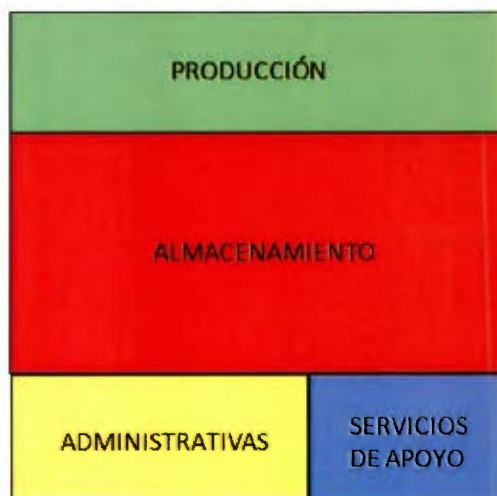 PRODUCCIÓN
ALMACENAMIENTO
ADMINISTRATIVAS
SERVICIOS
DE APOYO